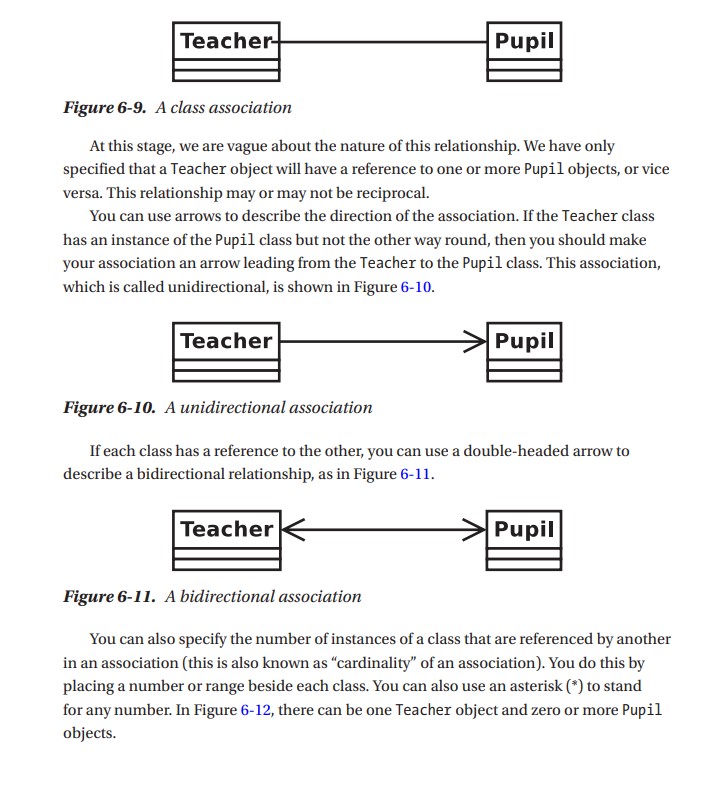 Teacher Pupil
Figure 6-9. A class association
At this stage, we are vague about the nature of this relationship. We have only
specified that a Teacher object will have a reference to one or more Pupil objects, or vice
versa. This relationship may or may not be reciprocal.
You can use arrows to describe the direction of the association. If the Teacher class
has an instance of the Pupil class but not the other way round, then you should make
your association an arrow leading from the Teacher to the Pupil class. This association,
which is called unidirectional, is shown in Figure 6-10.
Teacher Pupil
Figure 6-10. A unidirectional association
If each class has a reference to the other, you can use a double-headed arrow to
describe a bidirectional relationship, as in Figure 6-11.
Teacher Pupil
Figure 6-11. A bidirectional association
You can also specify the number of instances of a class that are referenced by another
in an association (this is also known as “cardinality” of an association). You do this by
placing a number or range beside each class. You can also use an asterisk (*) to stand
for any number. In Figure 6-12, there can be one Teacher object and zero or more Pupil
objects.